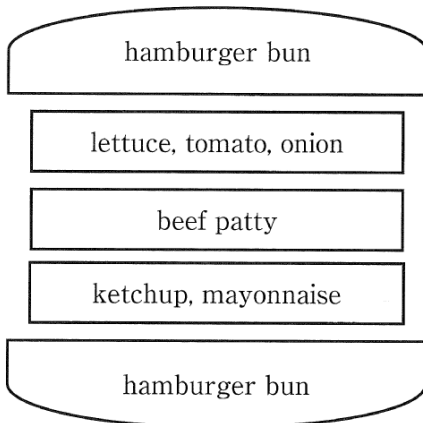 hamburger bun
lettuce, tomato, onion
beef patty
ketchup, mayonnaise
hamburger bun